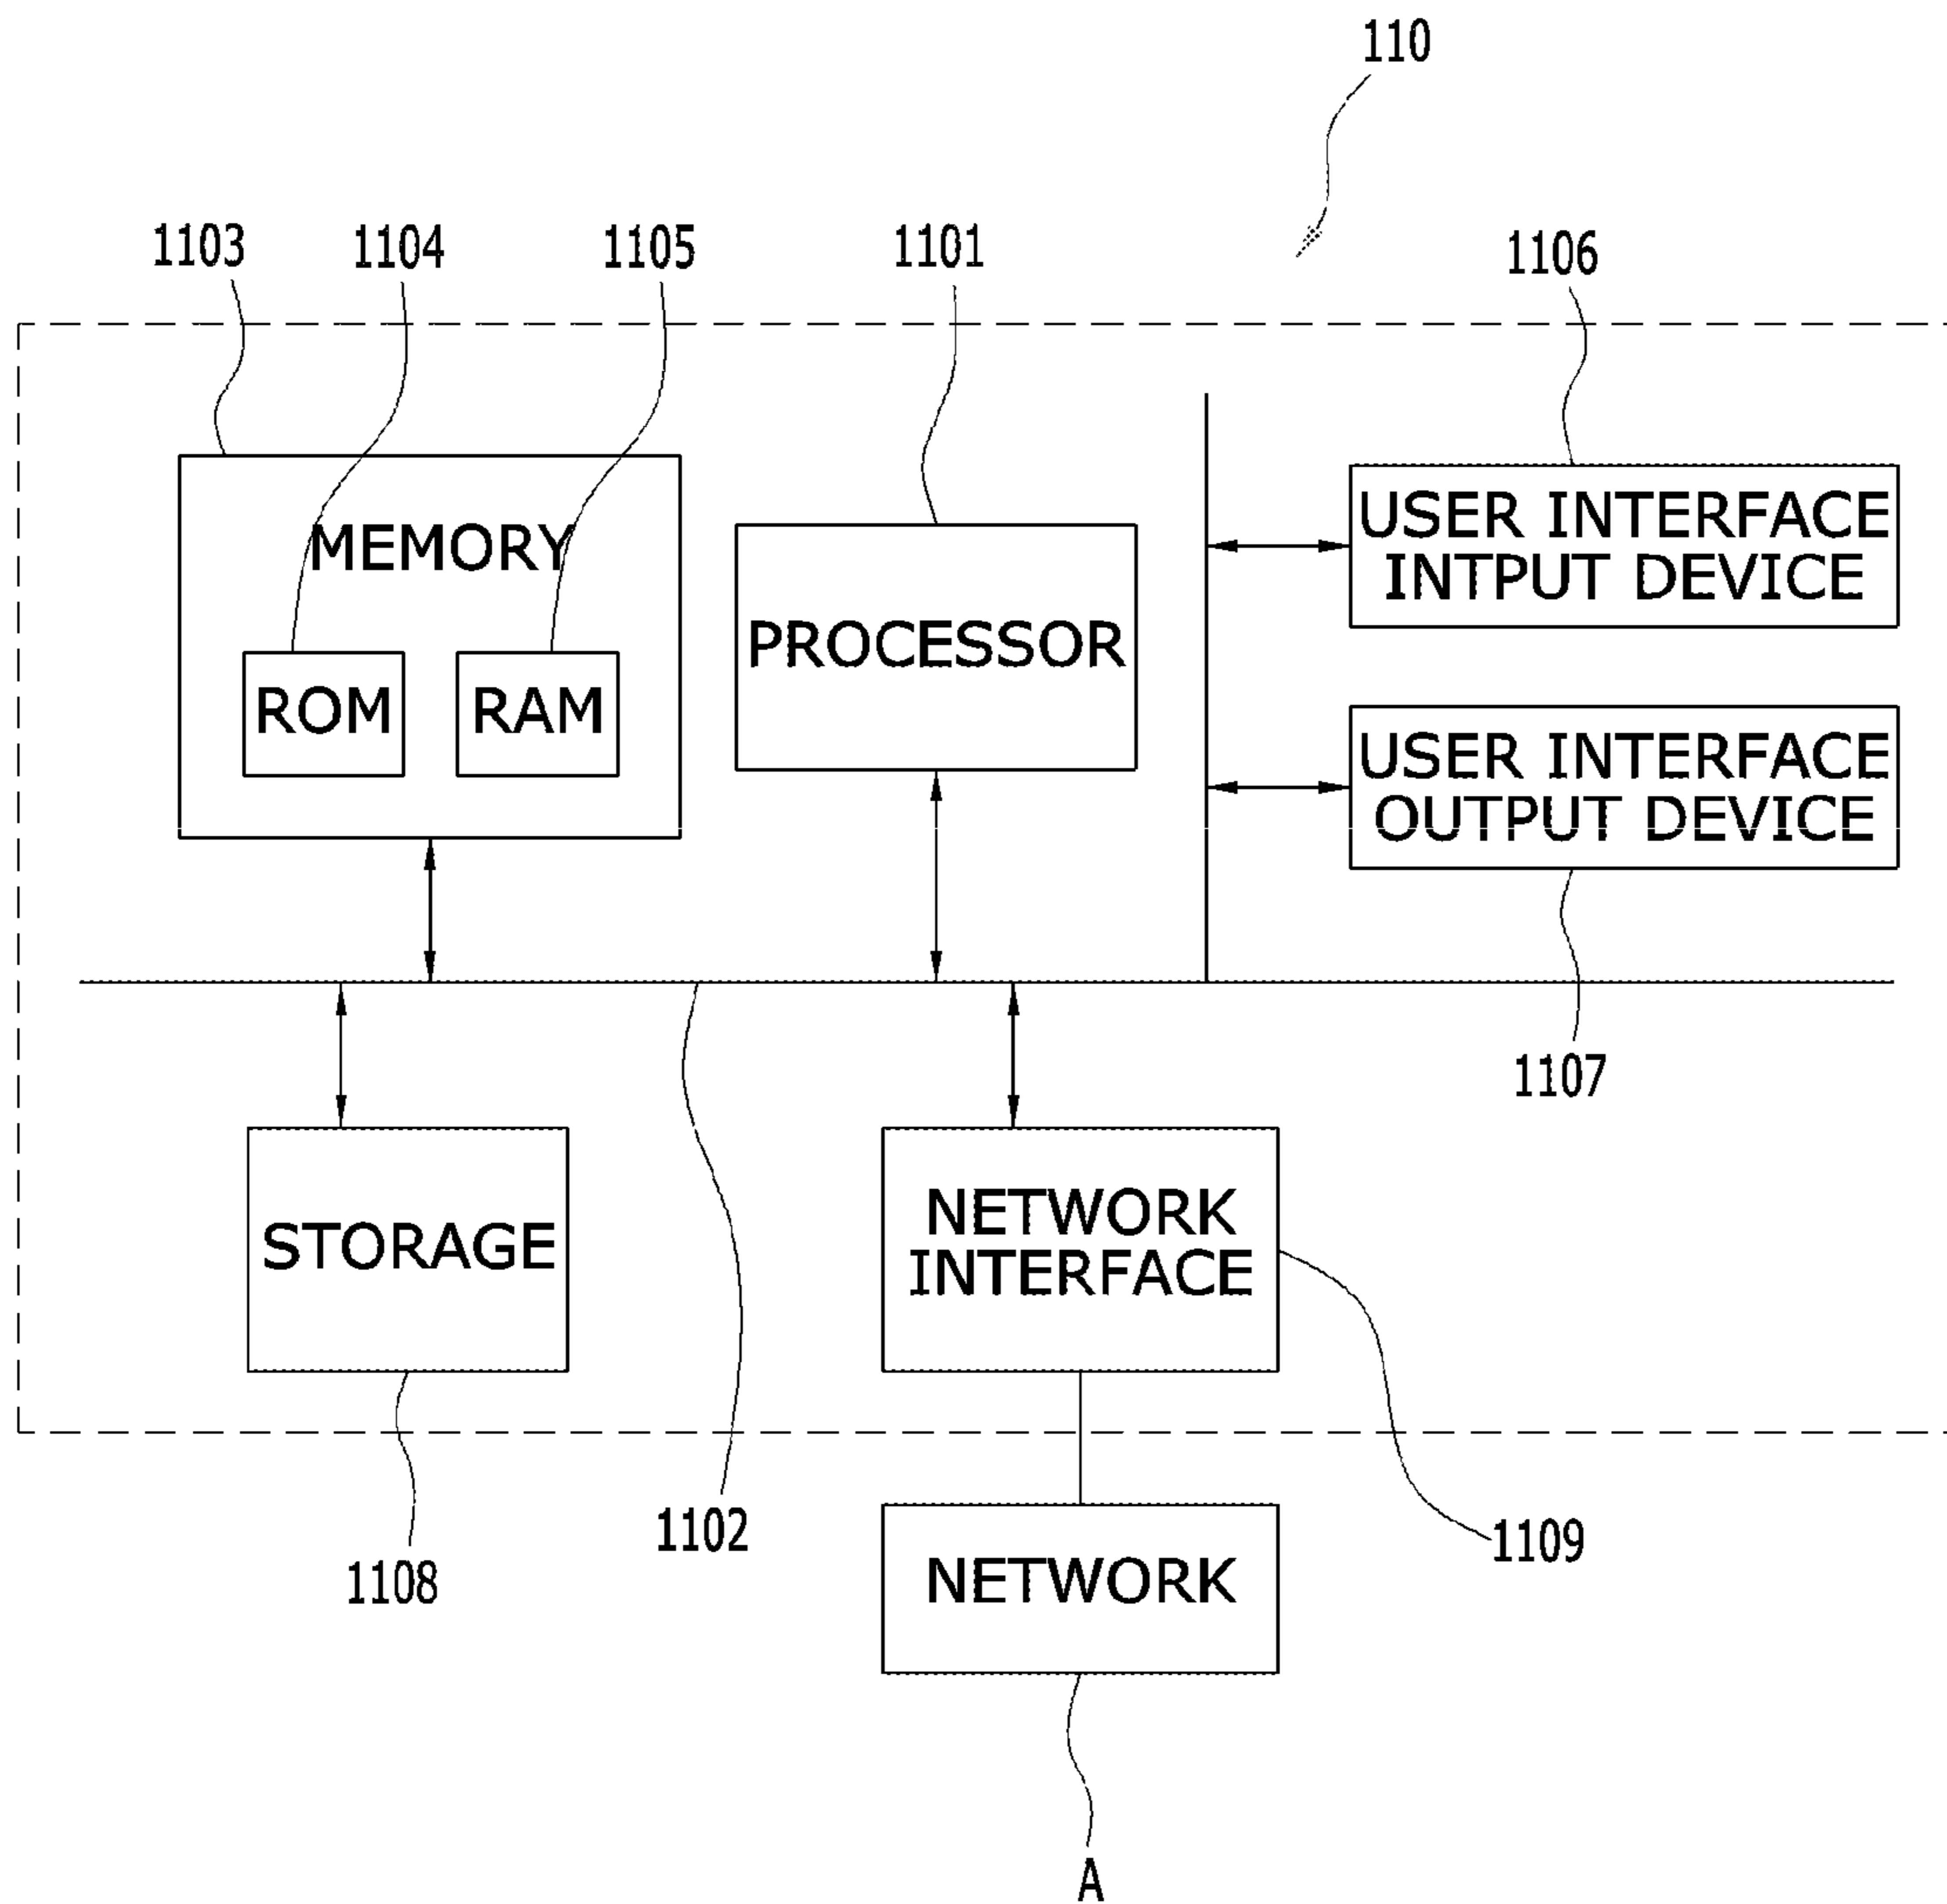 110
1103
1104
1105
1101
1106
MEMORY
ROM
RAM
PROCESSOR
USER INTERFACE
INTPUT DEVICE
USER INTERFACE
OUTPUT DEVICE
1107
STORAGE
NETWORK
INTERFACE
1108
1102
1109
NETWORK
A